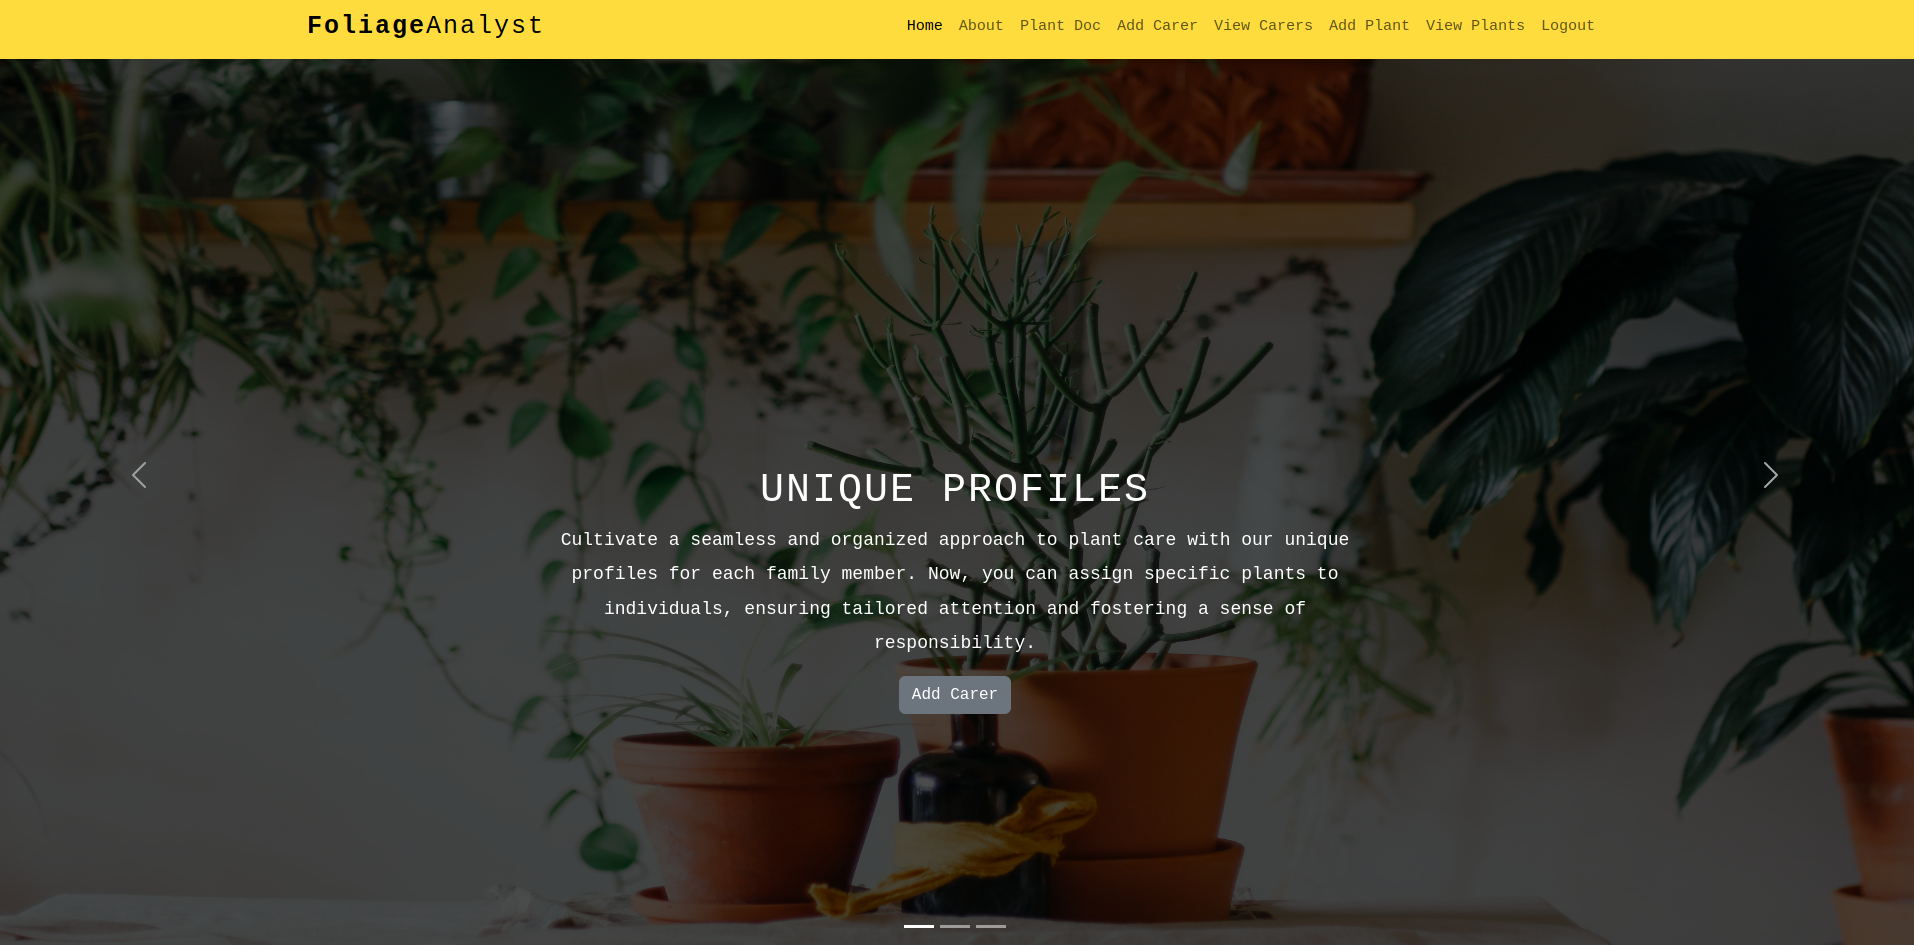 FoliageAnalyst
Home About Plant Doc Add Carer View Carers Add Plant View Plants Logout
UNIQUE PROFILES
Cultivate a seamless and organized approach to plant care with our unique
profiles for each family member. Now, you can assign specific plants to
individuals, ensuring tailored attention and fostering a sense of
responsibility.
Add Carer